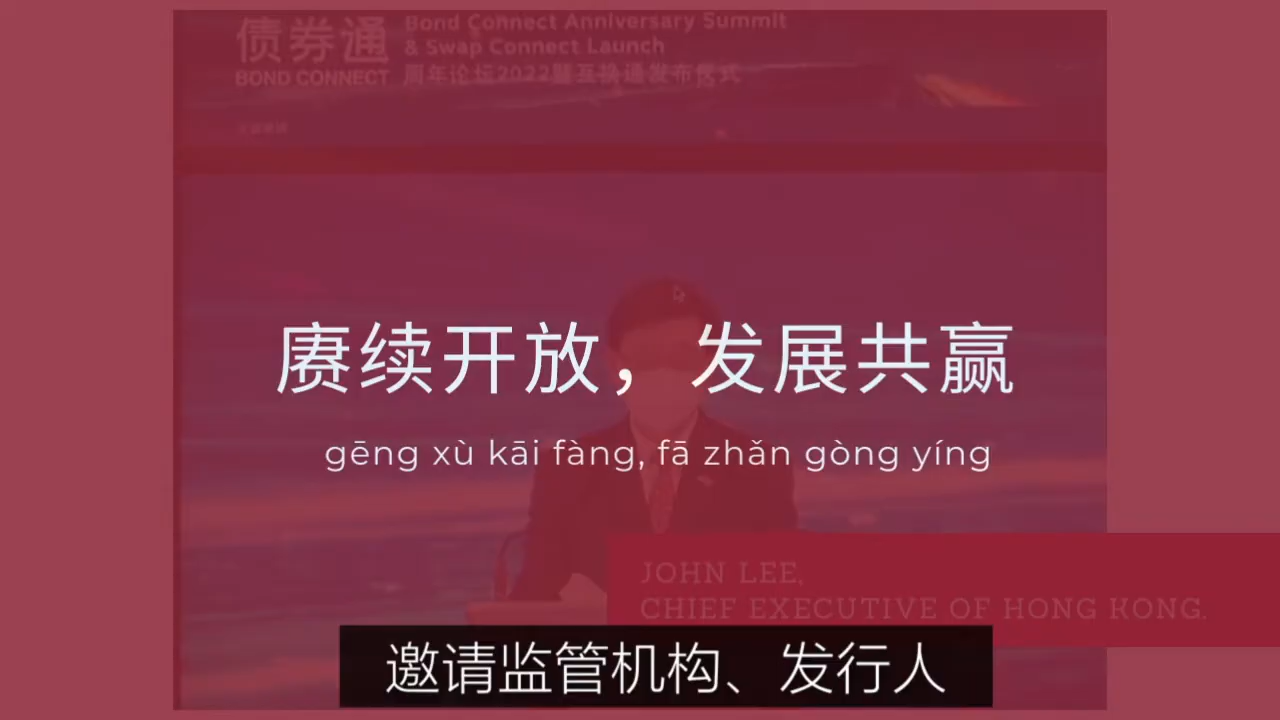 债券通
BOND CONNECT
Bond Connect Anniversary Summit
& Swap Connect Launch
周年论坛2022暨互换通发布仪式
赓续开放，发展共赢
gēng xù kāi fàng, fā zhǎn gòng yíng
JOHN LEE,
CHIEF EXECUTIVE OF HONG KONG.
邀请监管机构、发行人